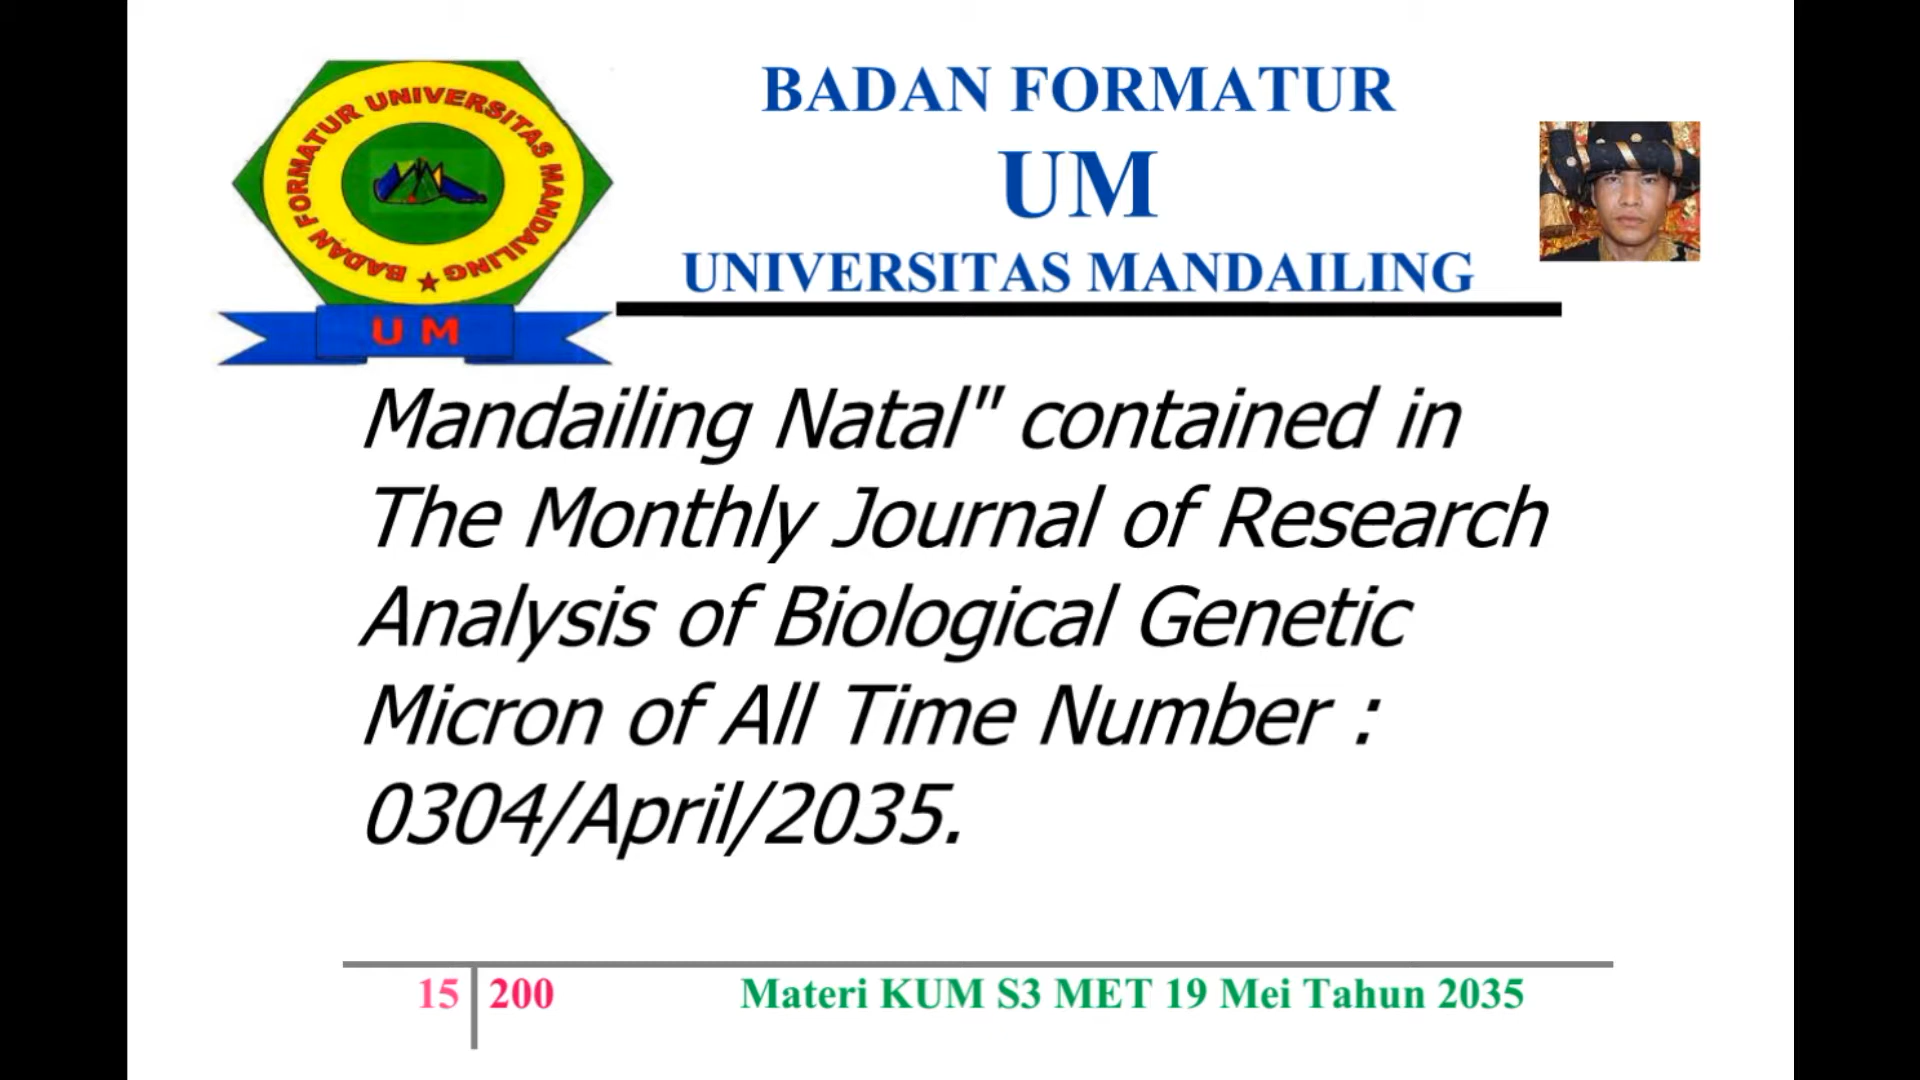 BADAN FORMATUR UNIVERSITAS MANDAILING
BADAN FORMATUR
UM
UNIVERSITAS MANDAILING
U M
Mandailing Natal" contained in
The Monthly Journal of Research
Analysis of Biological Genetic
Micron of All Time Number :
0304/April/2035.
15 200
Materi KUM S3 MET 19 Mei Tahun 2035